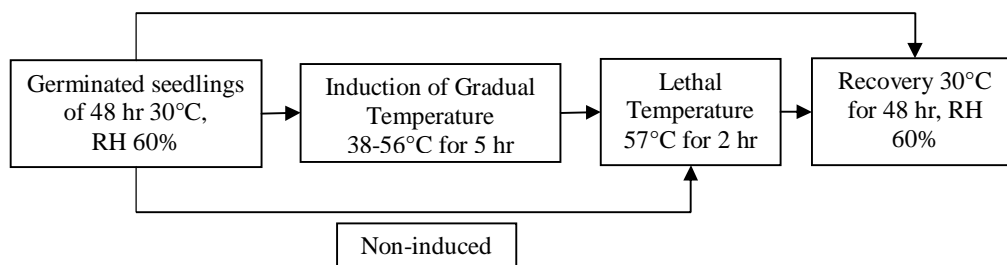 Germinated seedlings
of 48 hr 30°C,
RH 60%
Induction of Gradual
Temperature
38-56°C for 5 hr
Lethal
Temperature
57°C for 2 hr
Recovery 30°C
for 48 hr, RH
60%
Non-induced